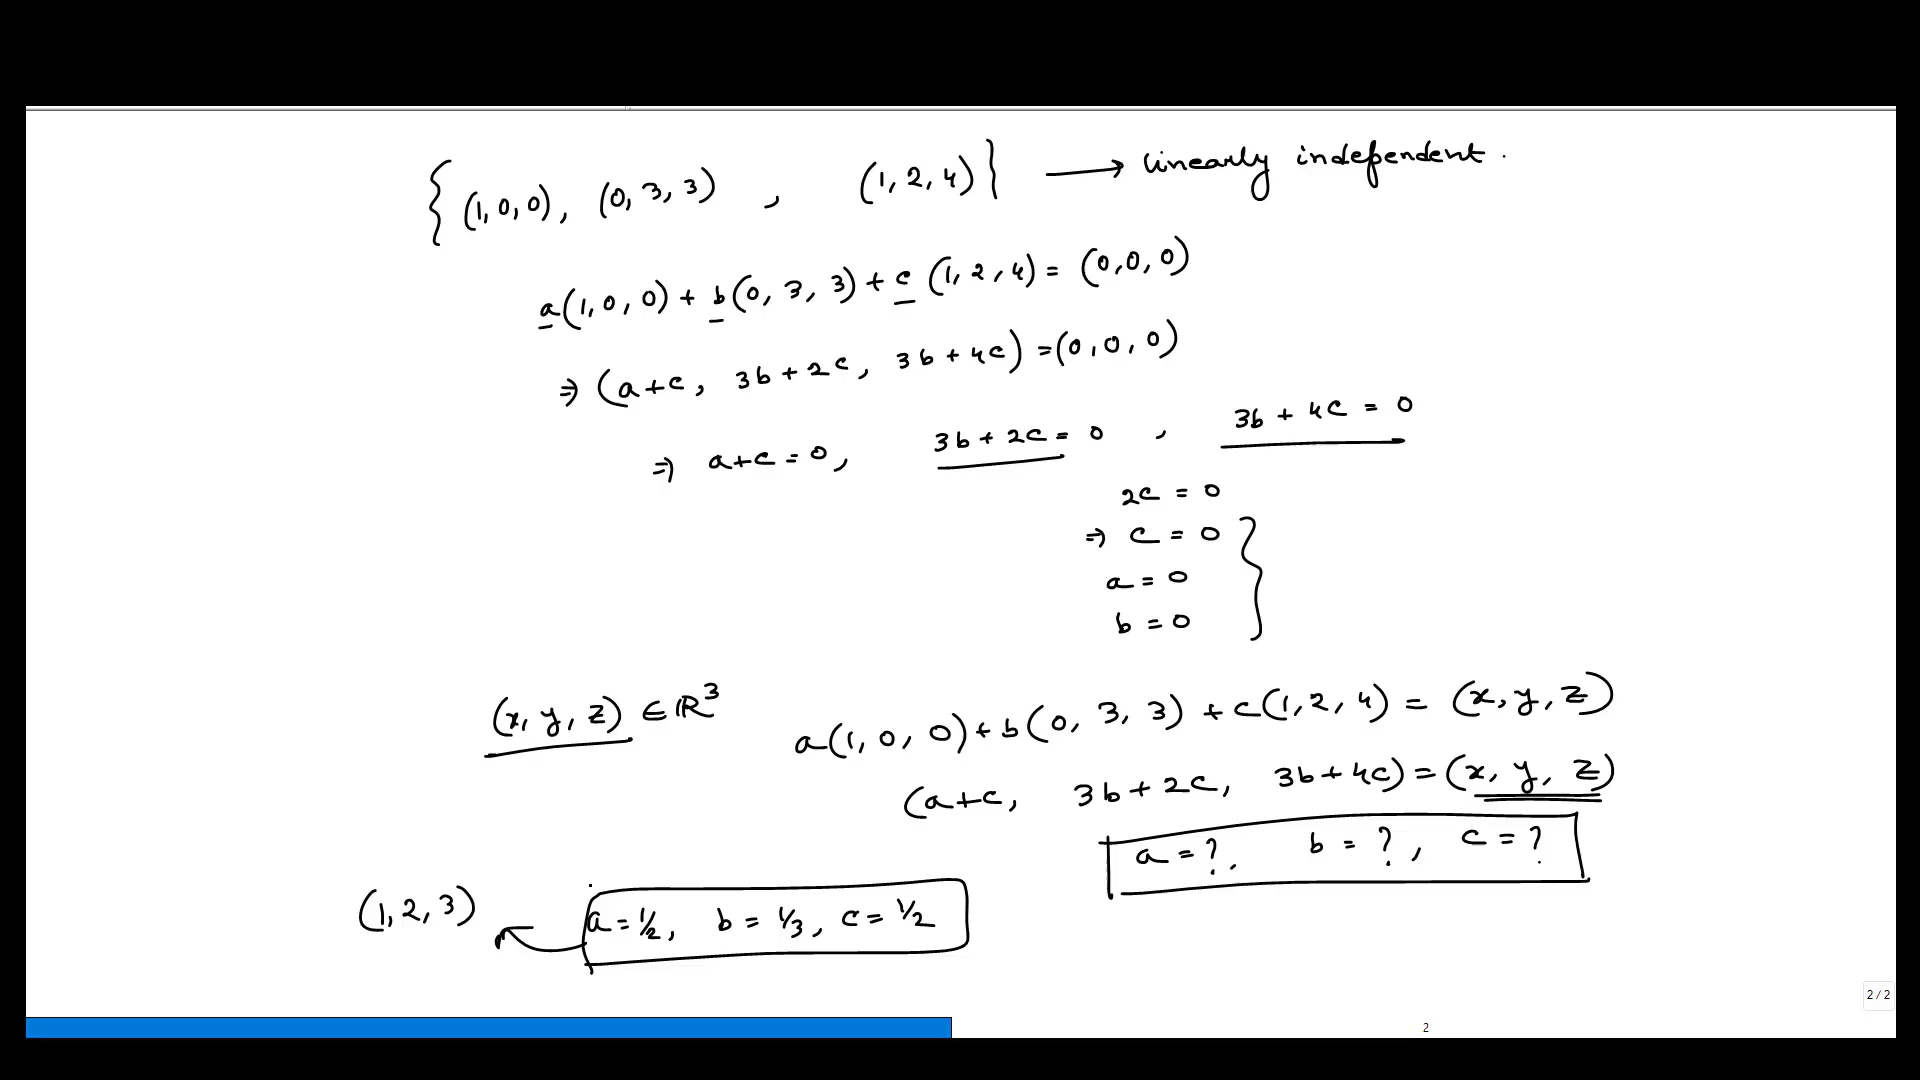 {(1, 0, 0), (0, 3, 3) , (1, 2, 4)} → linearly independent.
a(1, 0, 0) + b(0, 3, 3) + c(1, 2, 4) = (0, 0, 0)
⇒ (a+c, 3b+2c, 3b+4c) = (0, 0, 0)
⇒ a+c = 0, 3b+2c = 0 , 3b+4c = 0
2c = 0
⇒ c = 0
a = 0
b = 0
}
(x, y, z) ∈ ℝ³ a(1, 0, 0) + b(0, 3, 3) + c(1, 2, 4) = (x, y, z)
(a+c, 3b+2c, 3b+4c) = (x, y, z)
a = ?. b = ?, c = ?
(1, 2, 3) a = 1/2, b = 1/3, c = 1/2
2 / 2
2